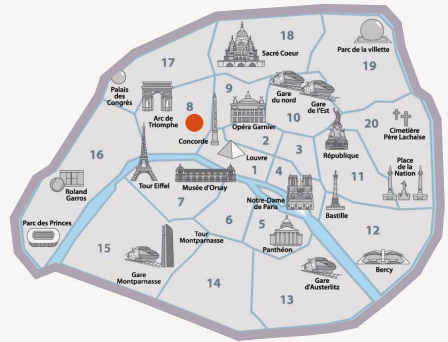 18
Sacré Coeur
Parc de la villette
19
17
Palais
des
Congrès
Arc de
Triomphe
8
9
Gare
du nord
Gare
de l'Est
10
Opéra Garnier
Concorde
20
Cimetière
Père Lachaise
République
2
3
Louvre
1
4
11
Place
de la
Nation
16
Roland
Garros
Tour Eiffel
Musée d'Orsay
Notre-Dame
de Paris
Bastille
7
6
5
Panthéon
Parc des Princes
Tour
Montparnasse
12
15
Gare
Montparnasse
Bercy
14
Gare
d'Austerlitz
13